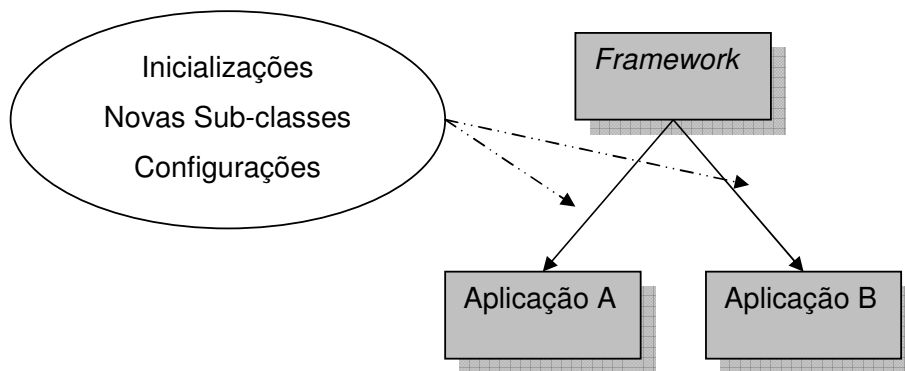 Inicializações
Novas Sub-classes
Configurações
Framework
Aplicação A
Aplicação B